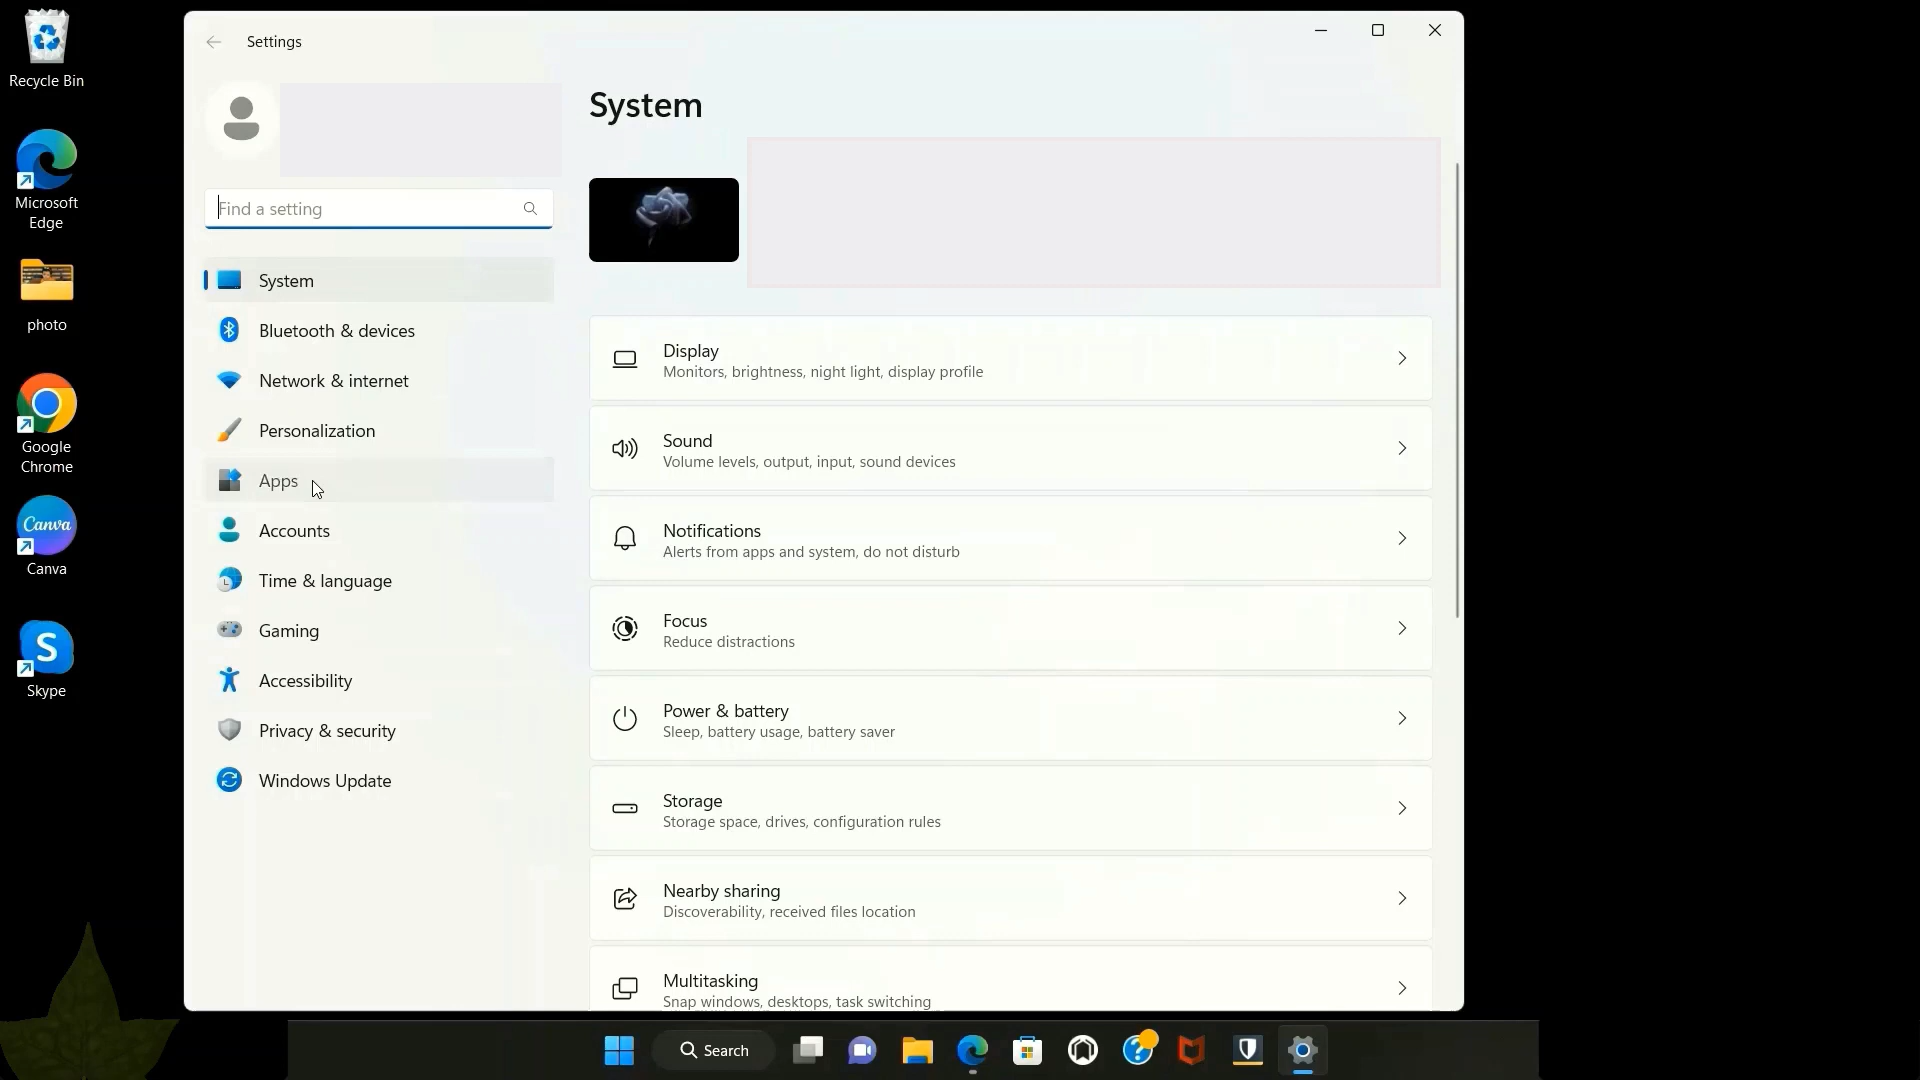 Recycle Bin
Microsoft
Edge
photo
Google
Chrome
Canva
Canva
S
Skype
Settings
Find a setting
System
Bluetooth & devices
Network & internet
Personalization
Apps
Accounts
Time & language
Gaming
Accessibility
Privacy & security
Windows Update
System
Display
Monitors, brightness, night light, display profile
Sound
Volume levels, output, input, sound devices
Notifications
Alerts from apps and system, do not disturb
Focus
Reduce distractions
Power & battery
Sleep, battery usage, battery saver
Storage
Storage space, drives, configuration rules
Nearby sharing
Discoverability, received files location
Multitasking
Snap windows, desktops, task switching
Search